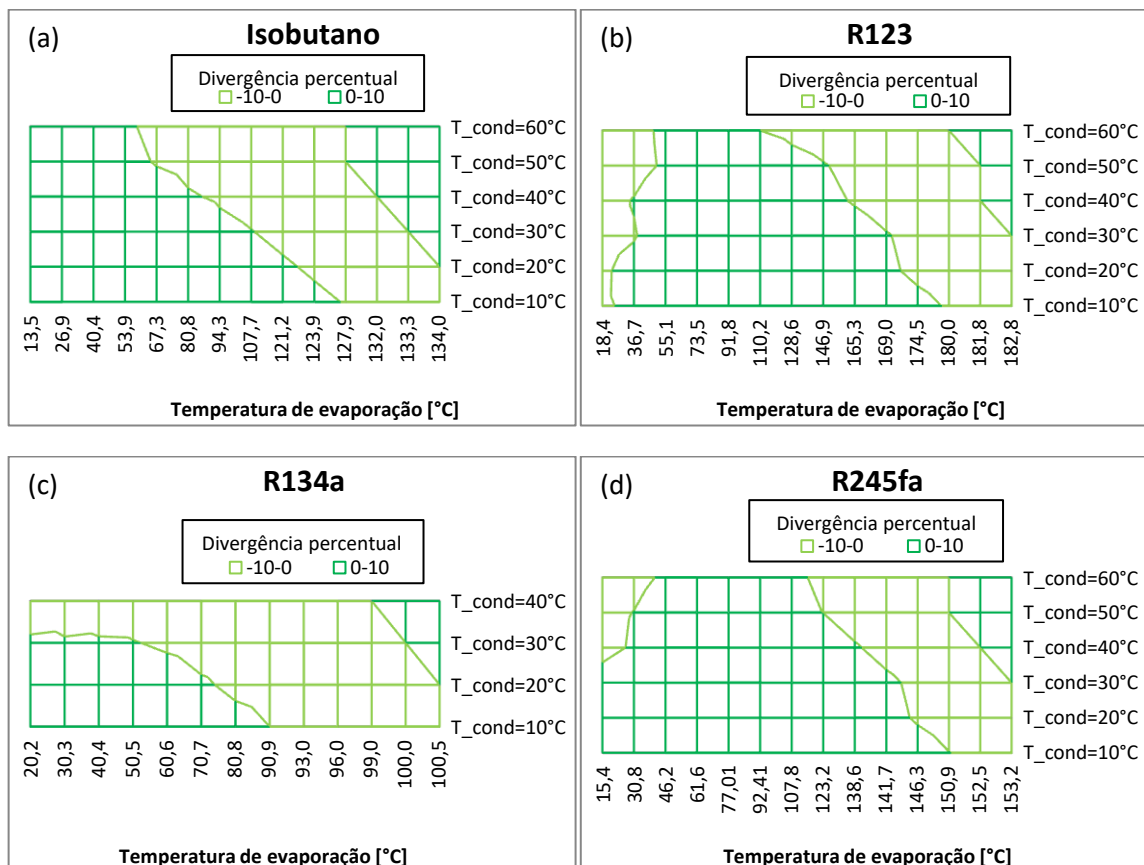 (a)
Isobutano
Divergência percentual
-10-0 0-10
T_cond=60°C
T_cond=50°C
T_cond=40°C
T_cond=30°C
T_cond=20°C
T_cond=10°C
13,5 26,9 40,4 53,9 67,3 80,8 94,3 107,7 121,2 123,9 127,9 132,0 133,3 134,0
Temperatura de evaporação [°C]
(b)
R123
Divergência percentual
-10-0 0-10
T_cond=60°C
T_cond=50°C
T_cond=40°C
T_cond=30°C
T_cond=20°C
T_cond=10°C
18,4 36,7 55,1 73,5 91,8 110,2 128,6 146,9 165,3 169,0 174,5 180,0 181,8 182,8
Temperatura de evaporação [°C]
(c)
R134a
Divergência percentual
-10-0 0-10
T_cond=40°C
T_cond=30°C
T_cond=20°C
T_cond=10°C
20,2 30,3 40,4 50,5 60,6 70,7 80,8 90,9 93,0 96,0 99,0 100,0 100,5
Temperatura de evaporação [°C]
(d)
R245fa
Divergência percentual
-10-0 0-10
T_cond=60°C
T_cond=50°C
T_cond=40°C
T_cond=30°C
T_cond=20°C
T_cond=10°C
15,4 30,8 46,2 61,6 77,01 92,41 107,8 123,2 138,6 141,7 146,3 150,9 152,5 153,2
Temperatura de evaporação [°C]